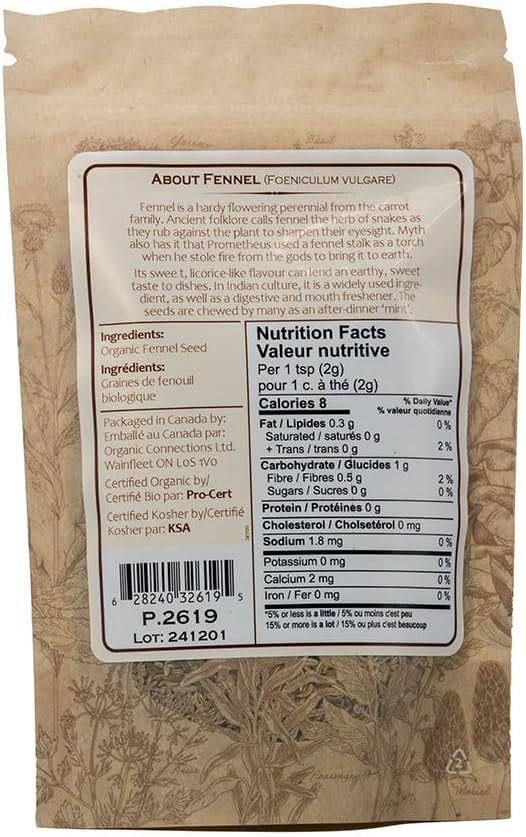 ABOUT FENNEL (FOENICULUM VULGARE)
Fennel is a hardy flowering perennial from the carrot
family. Ancient folklore calls fennel the herb of snakes as
they rub against the plant to sharpen their eyesight. Myth
also has it that Prometheus used a fennel stalk as a torch
when he stole fire from the gods to bring it to earth.
Its sweet, licorice-like flavour can lend an earthy, sweet
taste to dishes. In Indian culture, it is a widely used ingre-
dient, as well as a digestive and mouth freshener. The
seeds are chewed by many as an after-dinner 'mint'.
Ingredients:
Organic Fennel Seed
Ingrédients:
Graines de fenouil
biologique
Packaged in Canada by:
Emballé au Canada par:
Organic Connections Ltd.
Wainfleet ON L0S 1V0
Certified Organic by/
Certifié Bio par: Pro-Cert
Certified Kosher by/Certifié
Kosher par: KSA
6 28240 32619 5
P.2619
LOT: 241201
Nutrition Facts
Valeur nutritive
Per 1 tsp (2g)
pour 1 c. à thé (2g)
Calories 8
% Daily Value*
% valeur quotidienne
Fat / Lipides 0.3 g 0 %
Saturated / saturés 0 g
+ Trans / trans 0 g 2 %
Carbohydrate / Glucides 1 g
Fibre / Fibres 0.5 g 2 %
Sugars / Sucres 0 g 0 %
Protein / Protéines 0 g
Cholesterol / Cholsetérol 0 mg
Sodium 1.8 mg 0 %
Potassium 0 mg 0 %
Calcium 2 mg 0 %
Iron / Fer 0 mg 0 %
*5% or less is a little / 5% ou moins c'est peu
15% or more is a lot / 15% ou plus c'est beaucoup
Rosemary
Morel
2